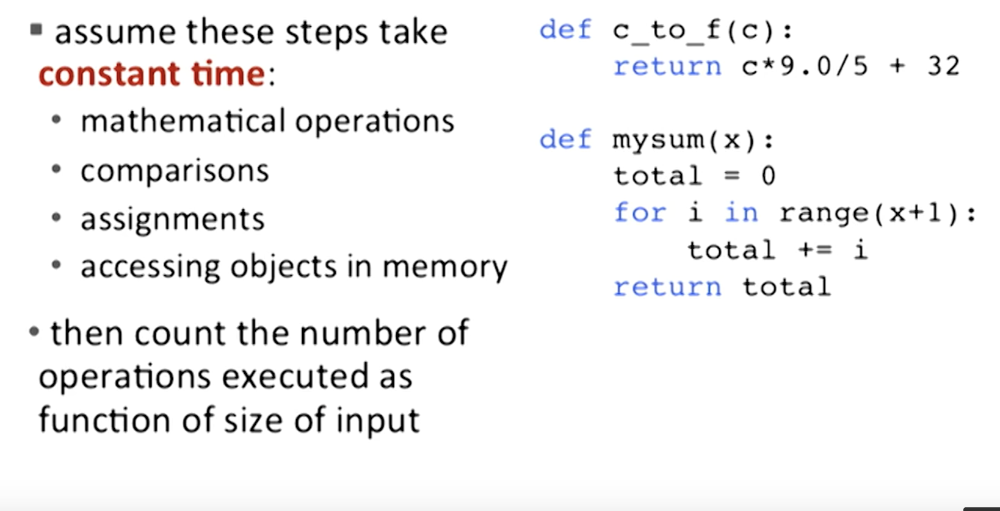 ▪ assume these steps take
constant time:
• mathematical operations
• comparisons
• assignments
• accessing objects in memory
• then count the number of
operations executed as
function of size of input
def c_to_f(c):
    return c*9.0/5 + 32
def mysum(x):
    total = 0
    for i in range(x+1):
        total += i
    return total